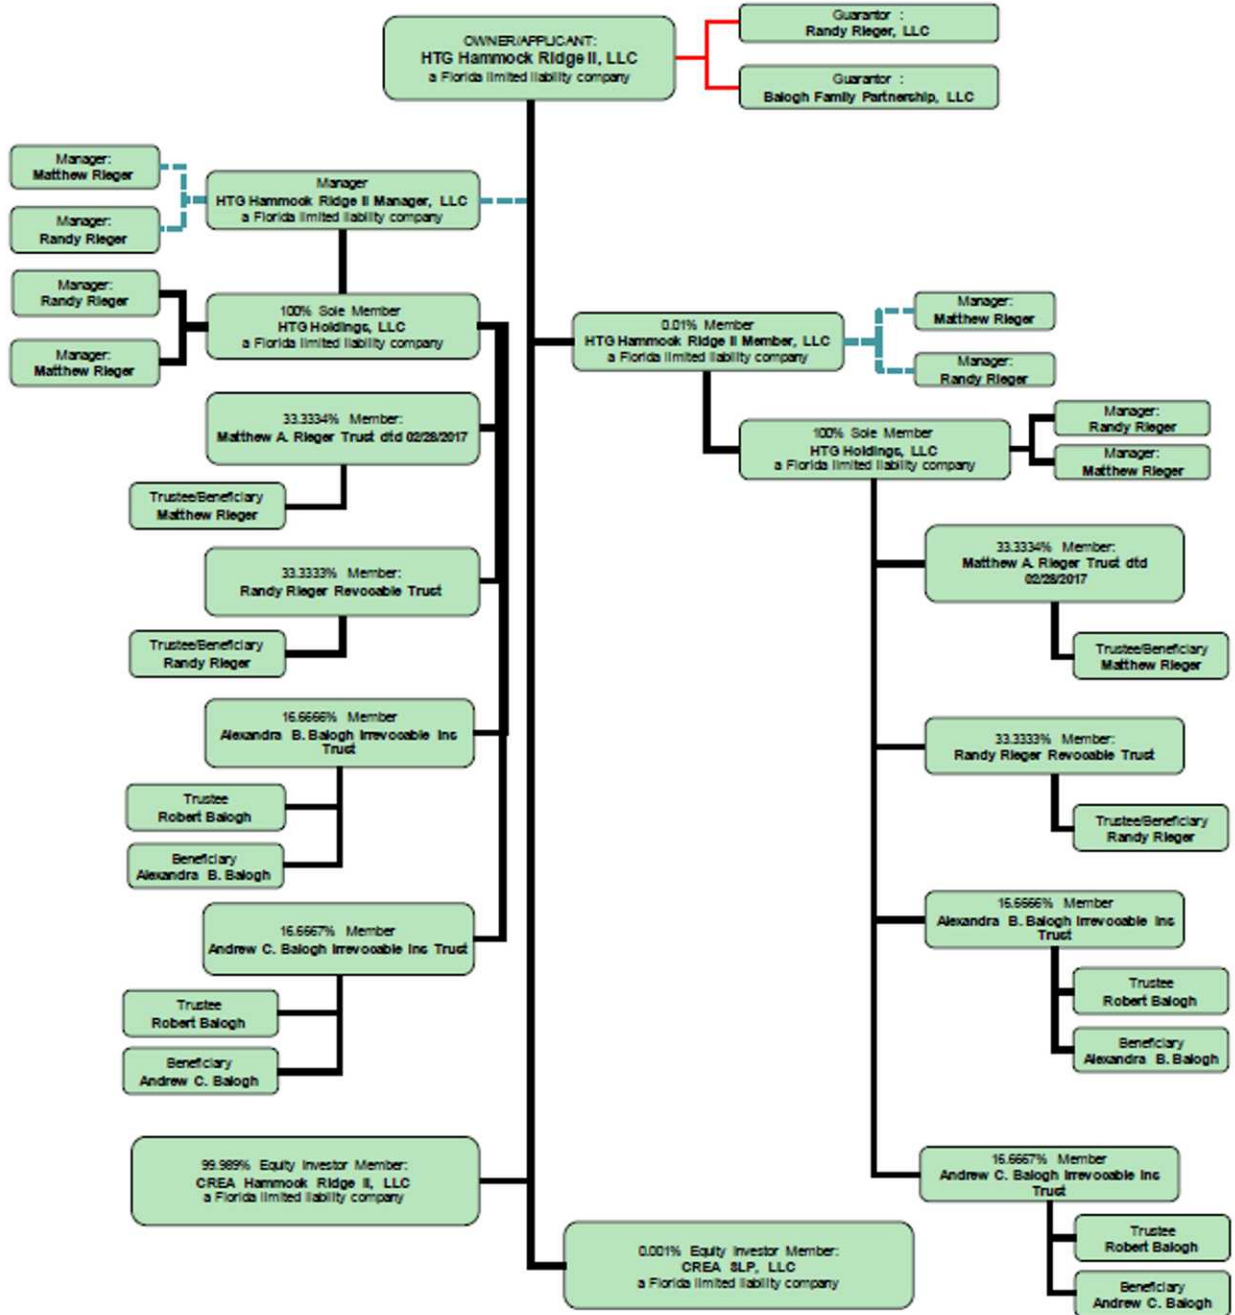 OWNER/APPLICANT:
HTG Hammock Ridge II, LLC
a Florida limited liability company
Guarantor :
Randy Rieger, LLC
Guarantor :
Balogh Family Partnership, LLC
Manager:
Matthew Rieger
Manager:
Randy Rieger
Manager
HTG Hammock Ridge II Manager, LLC
a Florida limited liability company
Manager:
Randy Rieger
Manager:
Matthew Rieger
100% Sole Member
HTG Holdings, LLC
a Florida limited liability company
33.3334% Member:
Matthew A. Rieger Trust dtd 02/28/2017
Trustee/Beneficiary
Matthew Rieger
33.3333% Member:
Randy Rieger Revocable Trust
Trustee/Beneficiary
Randy Rieger
16.6666% Member
Alexandra B. Balogh Irrevocable Ins
Trust
Trustee
Robert Balogh
Beneficiary
Alexandra B. Balogh
16.6667% Member
Andrew C. Balogh Irrevocable Ins Trust
Trustee
Robert Balogh
Beneficiary
Andrew C. Balogh
99.989% Equity Investor Member:
CREA Hammock Ridge II, LLC
a Florida limited liability company
0.01% Member
HTG Hammock Ridge II Member, LLC
a Florida limited liability company
Manager:
Matthew Rieger
Manager:
Randy Rieger
100% Sole Member
HTG Holdings, LLC
a Florida limited liability company
Manager:
Randy Rieger
Manager:
Matthew Rieger
33.3334% Member:
Matthew A. Rieger Trust dtd
02/28/2017
Trustee/Beneficiary
Matthew Rieger
33.3333% Member:
Randy Rieger Revocable Trust
Trustee/Beneficiary
Randy Rieger
16.6666% Member
Alexandra B. Balogh Irrevocable Ins
Trust
Trustee
Robert Balogh
Beneficiary
Alexandra B. Balogh
16.6667% Member
Andrew C. Balogh Irrevocable Ins
Trust
Trustee
Robert Balogh
Beneficiary
Andrew C. Balogh
0.001% Equity Investor Member:
CREA SLP, LLC
a Florida limited liability company